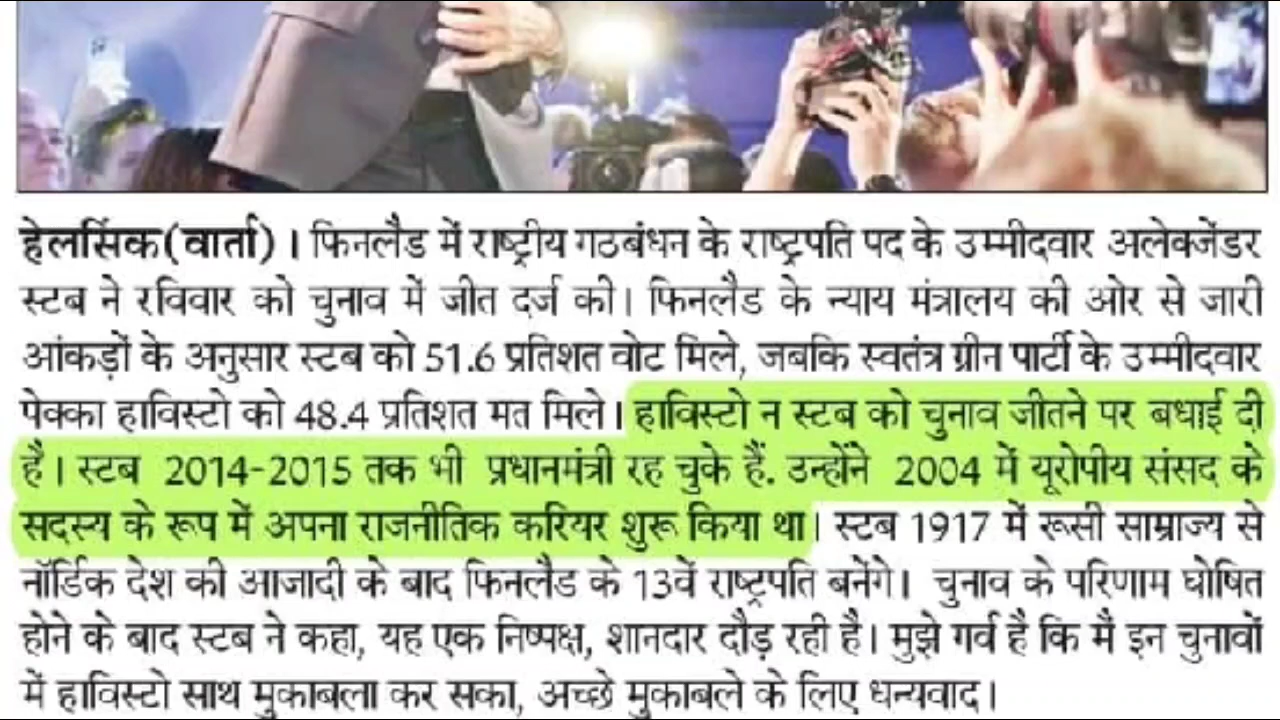 हेलसिंक(वार्ता) । फिनलैड में राष्ट्रीय गठबंधन के राष्ट्रपति पद के उम्मीदवार अलेक्जेंडर
स्टब ने रविवार को चुनाव में जीत दर्ज की। फिनलैड के न्याय मंत्रालय की ओर से जारी
आंकड़ों के अनुसार स्टब को 51.6 प्रतिशत वोट मिले, जबकि स्वतंत्र ग्रीन पार्टी के उम्मीदवार
पेक्का हाविस्टो को 48.4 प्रतिशत मत मिले। हाविस्टो न स्टब को चुनाव जीतने पर बधाई दी
है। स्टब 2014-2015 तक भी प्रधानमंत्री रह चुके हैं. उन्होंने 2004 में यूरोपीय संसद के
सदस्य के रूप में अपना राजनीतिक करियर शुरू किया था। स्टब 1917 में रूसी साम्राज्य से
नॉर्डिक देश की आजादी के बाद फिनलैड के 13वें राष्ट्रपति बनेंगे। चुनाव के परिणाम घोषित
होने के बाद स्टब ने कहा, यह एक निष्पक्ष, शानदार दौड़ रही है। मुझे गर्व है कि मैं इन चुनावों
में हाविस्टो साथ मुकाबला कर सका, अच्छे मुकाबले के लिए धन्यवाद।